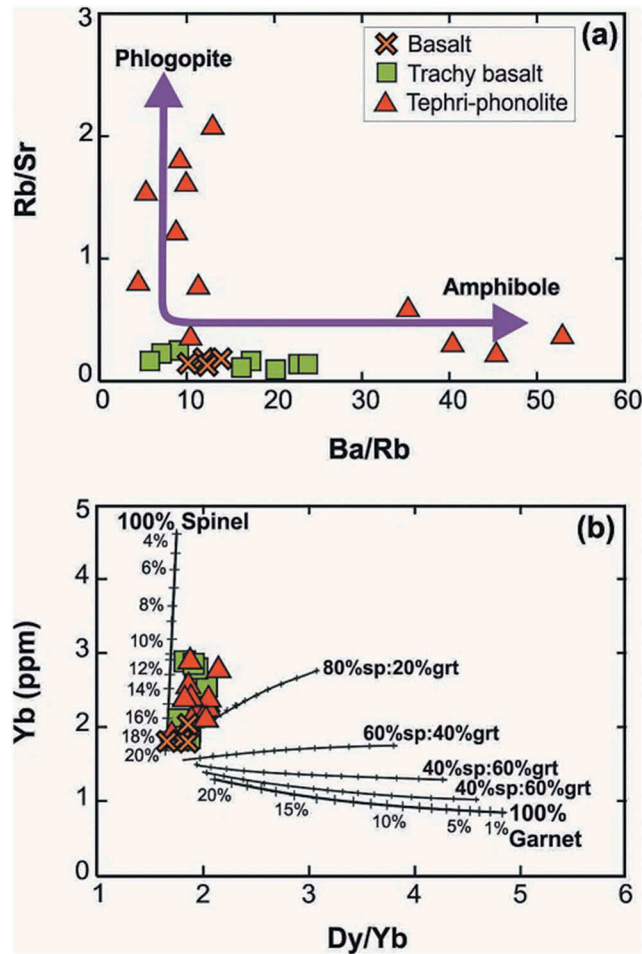 3
(a)
Basalt
Trachy basalt
Tephri-phonolite
Phlogopite
2
Rb/Sr
1
Amphibole
0
0 10 20 30 40 50 60
Ba/Rb
5
100% Spinel
(b)
4%
6%
4
8%
10%
3
12%
14%
16%
18%
20%
80%sp:20%grt
Yb (ppm)
2
60%sp:40%grt
40%sp:60%grt
40%sp:60%grt
1
20%
15%
10%
5%
1%
100%
Garnet
0
1 2 3 4 5 6
Dy/Yb